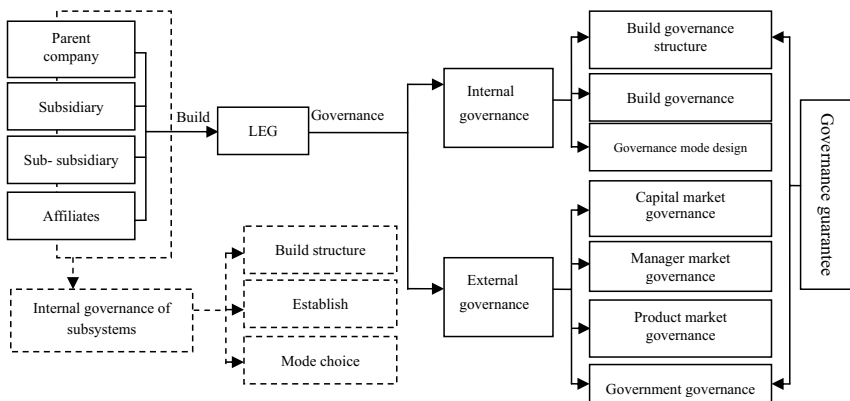 Parent
company
Subsidiary
Sub- subsidiary
Affiliates
Build
LEG
Governance
Internal
governance
External
governance
Build governance
structure
Build governance
Governance mode design
Capital market
governance
Manager market
governance
Product market
governance
Government governance
Governance guarantee
Internal governance of
subsystems
Build structure
Establish
Mode choice